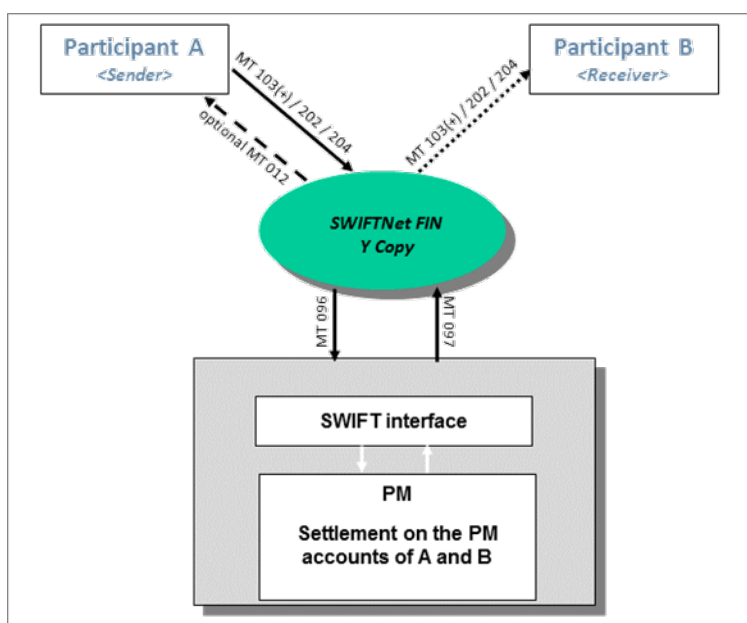 Participant A
<Sender>
Participant B
<Receiver>
MT 103(+) / 202 / 204
optional MT 012
MT 103(+) / 202 / 204
SWIFTNet FIN
Y Copy
MT 096
MT 097
SWIFT interface
PM
Settlement on the PM
accounts of A and B